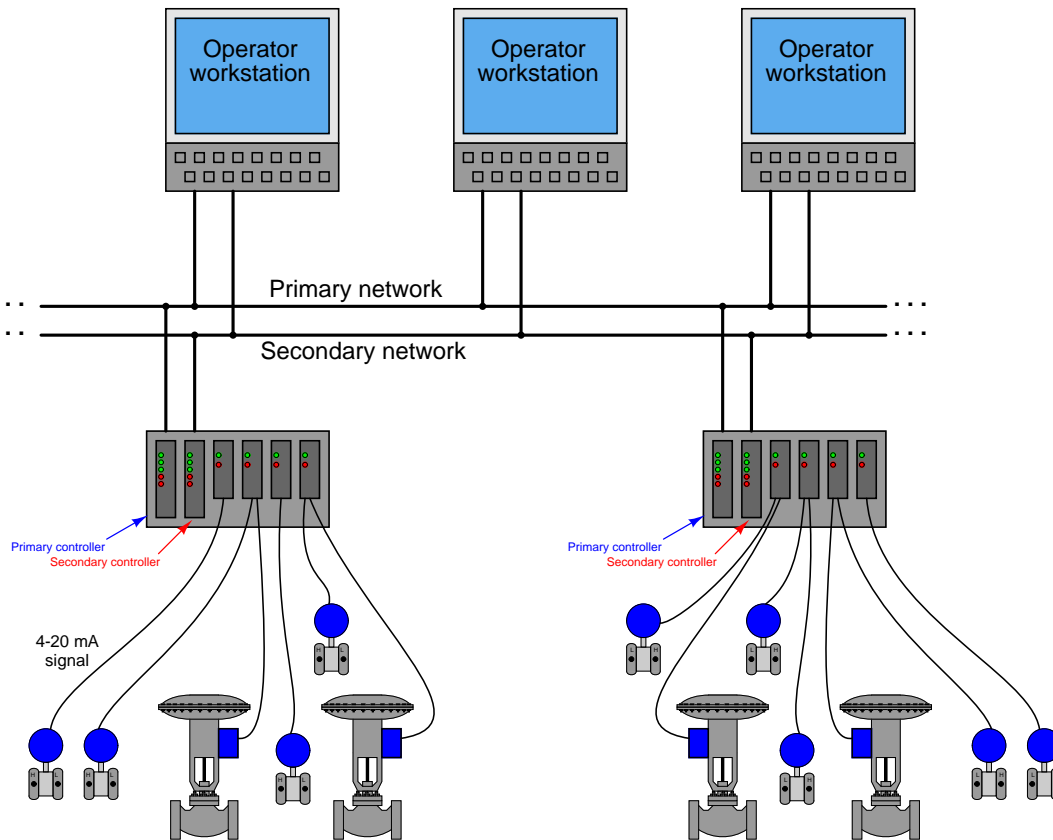 Operator
workstation
Operator
workstation
Operator
workstation
Primary network
. .
. . .
. .
. . .
Secondary network
Primary controller
Secondary controller
Primary controller
Secondary controller
4-20 mA
signal
H L
H L
H L
H L
H L
H L
H L
H L
L H
H